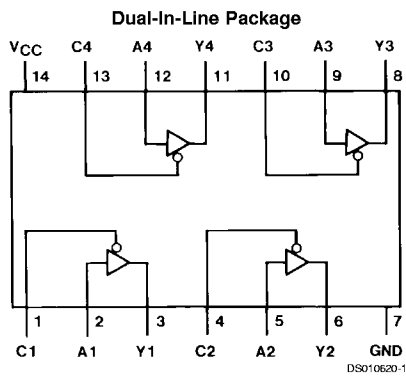 Dual-In-Line Package
VCC C4 A4 Y4 C3 A3 Y3
14 13 12 11 10 9 8
1 2 3 4 5 6 7
C1 A1 Y1 C2 A2 Y2 GND
DS010620-1